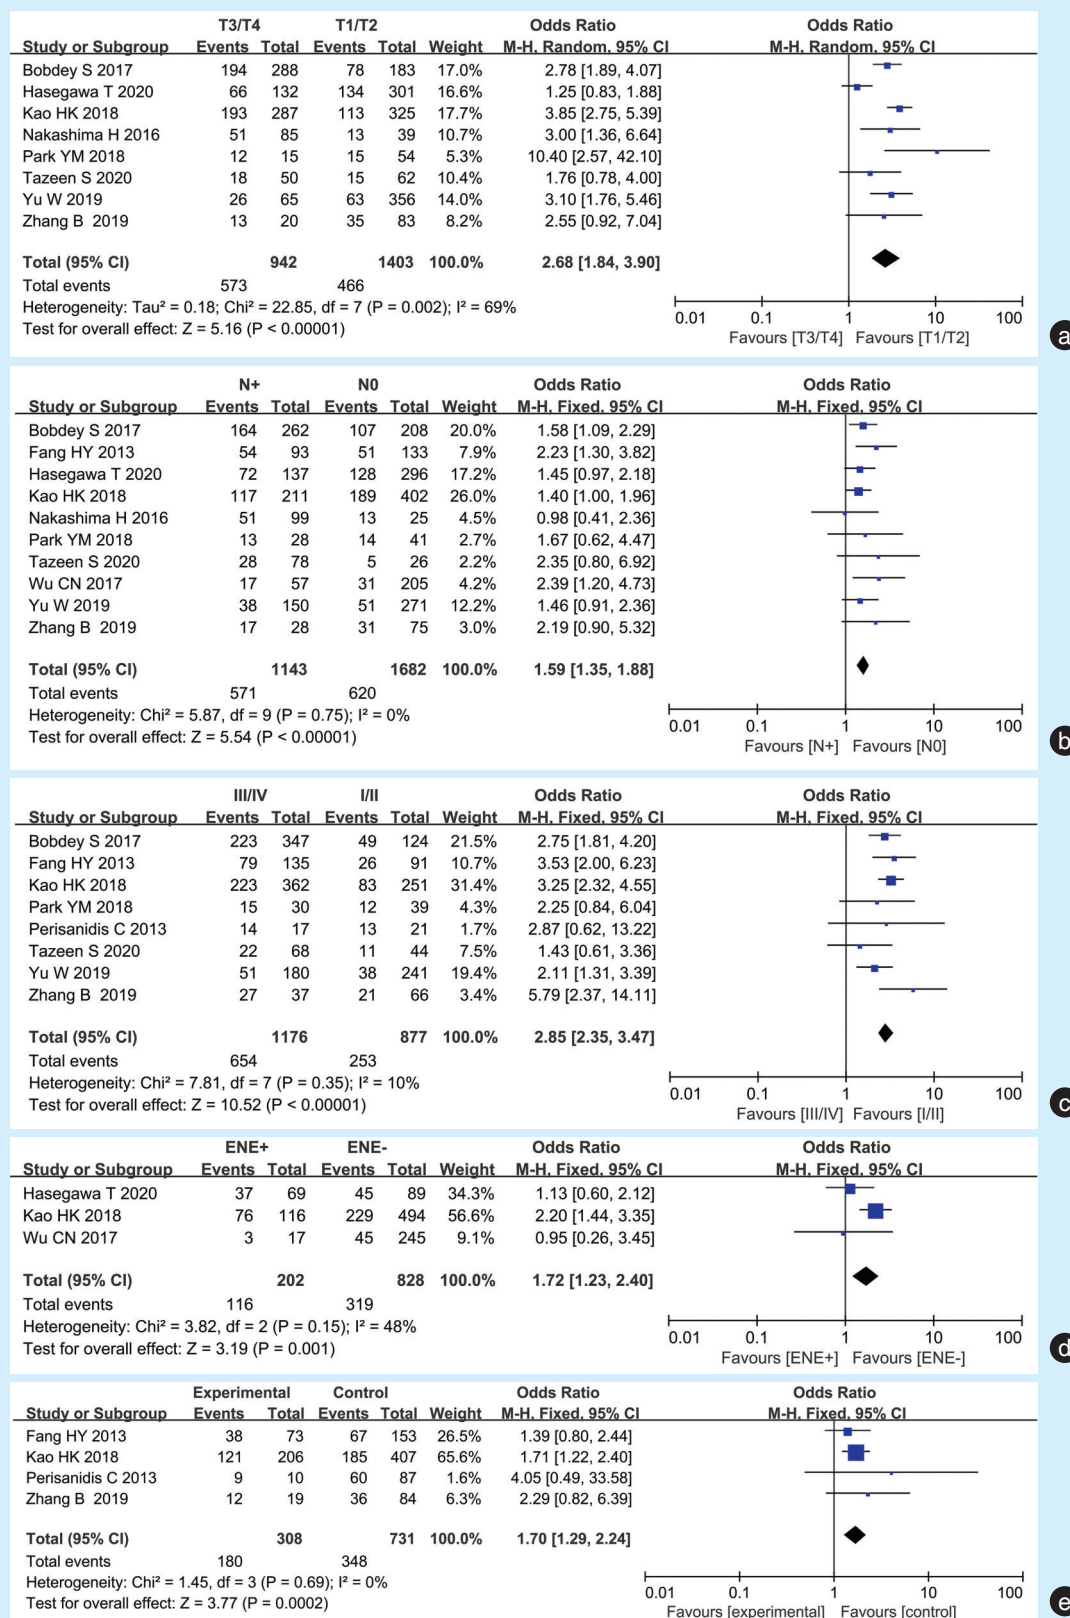 T3/T4 T1/T2 Odds Ratio Odds Ratio
Study or Subgroup Events Total Events Total Weight M-H, Random, 95% CI M-H, Random, 95% CI
Bobdey S 2017 194 288 78 183 17.0% 2.78 [1.89, 4.07]
Hasegawa T 2020 66 132 134 301 16.6% 1.25 [0.83, 1.88]
Kao HK 2018 193 287 113 325 17.7% 3.85 [2.75, 5.39]
Nakashima H 2016 51 85 13 39 10.7% 3.00 [1.36, 6.64]
Park YM 2018 12 15 15 54 5.3% 10.40 [2.57, 42.10]
Tazeen S 2020 18 50 15 62 10.4% 1.76 [0.78, 4.00]
Yu W 2019 26 65 63 356 14.0% 3.10 [1.76, 5.46]
Zhang B 2019 13 20 35 83 8.2% 2.55 [0.92, 7.04]
Total (95% CI) 942 1403 100.0% 2.68 [1.84, 3.90]
Total events 573 466
Heterogeneity: Tau² = 0.18; Chi² = 22.85, df = 7 (P = 0.002); I² = 69%
Test for overall effect: Z = 5.16 (P < 0.00001)
0.01 0.1 1 10 100
Favours [T3/T4] Favours [T1/T2]
a
N+ N0 Odds Ratio Odds Ratio
Study or Subgroup Events Total Events Total Weight M-H, Fixed, 95% CI M-H, Fixed, 95% CI
Bobdey S 2017 164 262 107 208 20.0% 1.58 [1.09, 2.29]
Fang HY 2013 54 93 51 133 7.9% 2.23 [1.30, 3.82]
Hasegawa T 2020 72 137 128 296 17.2% 1.45 [0.97, 2.18]
Kao HK 2018 117 211 189 402 26.0% 1.40 [1.00, 1.96]
Nakashima H 2016 51 99 13 25 4.5% 0.98 [0.41, 2.36]
Park YM 2018 13 28 14 41 2.7% 1.67 [0.62, 4.47]
Tazeen S 2020 28 78 5 26 2.2% 2.35 [0.80, 6.92]
Wu CN 2017 17 57 31 205 4.2% 2.39 [1.20, 4.73]
Yu W 2019 38 150 51 271 12.2% 1.46 [0.91, 2.36]
Zhang B 2019 17 28 31 75 3.0% 2.19 [0.90, 5.32]
Total (95% CI) 1143 1682 100.0% 1.59 [1.35, 1.88]
Total events 571 620
Heterogeneity: Chi² = 5.87, df = 9 (P = 0.75); I² = 0%
Test for overall effect: Z = 5.54 (P < 0.00001)
0.01 0.1 1 10 100
Favours [N+] Favours [N0]
b
III/IV I/II Odds Ratio Odds Ratio
Study or Subgroup Events Total Events Total Weight M-H, Fixed, 95% CI M-H, Fixed, 95% CI
Bobdey S 2017 223 347 49 124 21.5% 2.75 [1.81, 4.20]
Fang HY 2013 79 135 26 91 10.7% 3.53 [2.00, 6.23]
Kao HK 2018 223 362 83 251 31.4% 3.25 [2.32, 4.55]
Park YM 2018 15 30 12 39 4.3% 2.25 [0.84, 6.04]
Perisanidis C 2013 14 17 13 21 1.7% 2.87 [0.62, 13.22]
Tazeen S 2020 22 68 11 44 7.5% 1.43 [0.61, 3.36]
Yu W 2019 51 180 38 241 19.4% 2.11 [1.31, 3.39]
Zhang B 2019 27 37 21 66 3.4% 5.79 [2.37, 14.11]
Total (95% CI) 1176 877 100.0% 2.85 [2.35, 3.47]
Total events 654 253
Heterogeneity: Chi² = 7.81, df = 7 (P = 0.35); I² = 10%
Test for overall effect: Z = 10.52 (P < 0.00001)
0.01 0.1 1 10 100
Favours [III/IV] Favours [I/II]
c
ENE+ ENE- Odds Ratio Odds Ratio
Study or Subgroup Events Total Events Total Weight M-H, Fixed, 95% CI M-H, Fixed, 95% CI
Hasegawa T 2020 37 69 45 89 34.3% 1.13 [0.60, 2.12]
Kao HK 2018 76 116 229 494 56.6% 2.20 [1.44, 3.35]
Wu CN 2017 3 17 45 245 9.1% 0.95 [0.26, 3.45]
Total (95% CI) 202 828 100.0% 1.72 [1.23, 2.40]
Total events 116 319
Heterogeneity: Chi² = 3.82, df = 2 (P = 0.15); I² = 48%
Test for overall effect: Z = 3.19 (P = 0.001)
0.01 0.1 1 10 100
Favours [ENE+] Favours [ENE-]
d
Experimental Control Odds Ratio Odds Ratio
Study or Subgroup Events Total Events Total Weight M-H, Fixed, 95% CI M-H, Fixed, 95% CI
Fang HY 2013 38 73 67 153 26.5% 1.39 [0.80, 2.44]
Kao HK 2018 121 206 185 407 65.6% 1.71 [1.22, 2.40]
Perisanidis C 2013 9 10 60 87 1.6% 4.05 [0.49, 33.58]
Zhang B 2019 12 19 36 84 6.3% 2.29 [0.82, 6.39]
Total (95% CI) 308 731 100.0% 1.70 [1.29, 2.24]
Total events 180 348
Heterogeneity: Chi² = 1.45, df = 3 (P = 0.69); I² = 0%
Test for overall effect: Z = 3.77 (P = 0.0002)
0.01 0.1 1 10 100
Favours [experimental] Favours [control]
e